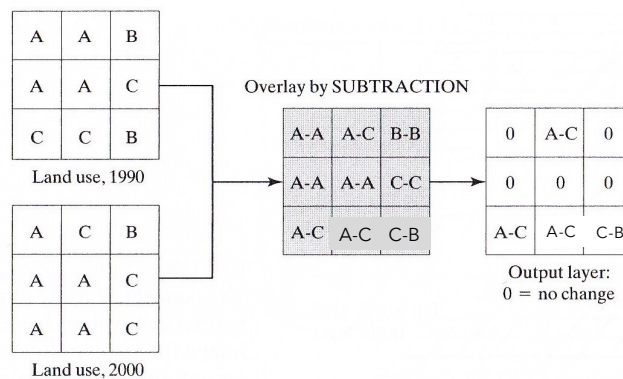 A A B
A A C
C C B
Land use, 1990
A C B
A A C
A A C
Land use, 2000
Overlay by SUBTRACTION
A-A A-C B-B
A-A A-A C-C
A-C A-C C-B
0 A-C 0
0 0 0
A-C A-C C-B
Output layer:
0 = no change